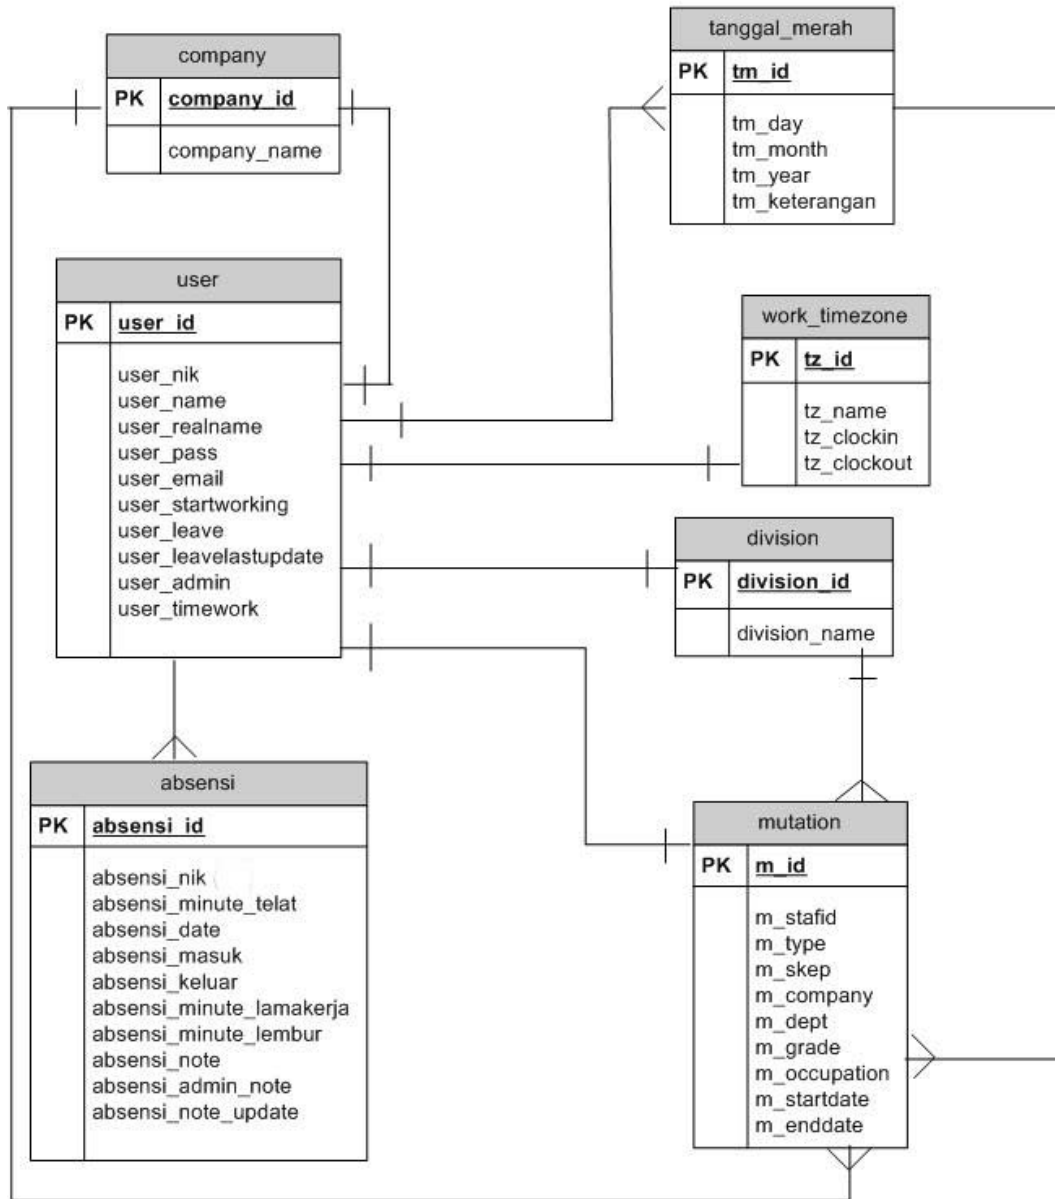 company
PK company_id
company_name
tanggal_merah
PK tm_id
tm_day
tm_month
tm_year
tm_keterangan
user
PK user_id
user_nik
user_name
user_realname
user_pass
user_email
user_startworking
user_leave
user_leavelastupdate
user_admin
user_timework
work_timezone
PK tz_id
tz_name
tz_clockin
tz_clockout
division
PK division_id
division_name
absensi
PK absensi_id
absensi_nik
absensi_minute_telat
absensi_date
absensi_masuk
absensi_keluar
absensi_minute_lamakerja
absensi_minute_lembur
absensi_note
absensi_admin_note
absensi_note_update
mutation
PK m_id
m_stafid
m_type
m_skep
m_company
m_dept
m_grade
m_occupation
m_startdate
m_enddate